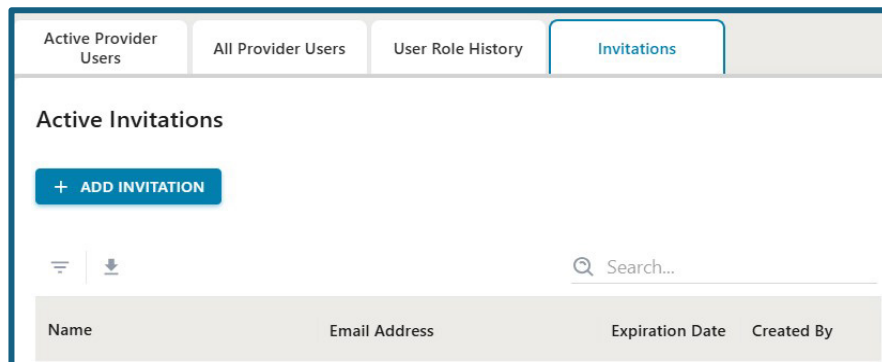 Active Provider
Users
All Provider Users
User Role History
Invitations
Active Invitations
+ ADD INVITATION
Search...
Name Email Address Expiration Date Created By